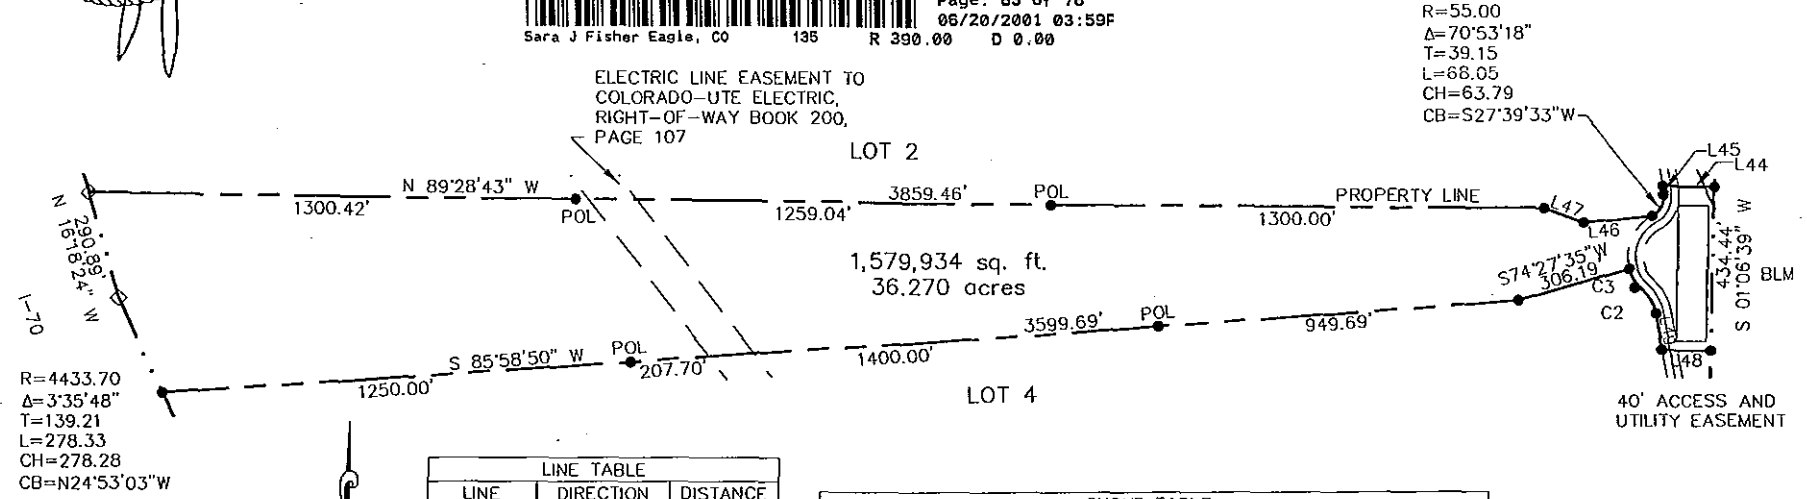 Page: 63 of 78
06/20/2001 03:59P
Sara J Fisher Eagle, CO 135 R 390.00 D 0.00
R=55.00
Δ=70°53'18"
T=39.15
L=68.05
CH=63.79
CB=S27°39'33"W
ELECTRIC LINE EASEMENT TO
COLORADO-UTE ELECTRIC,
RIGHT-OF-WAY BOOK 200,
PAGE 107
LOT 2
L45
L44
N 89°28'43" W
3859.46'
POL
PROPERTY LINE
1300.42'
POL
1259.04'
1300.00'
L47
L46
290.89'
N 16°18'24" W
1,579,934 sq. ft.
36.270 acres
S74°27'35"W
306.19
C3
C2
434.44'
S 01°06'39" W
BLM
I-70
3599.69'
POL
949.69'
S 85°58'50" W
POL
207.70'
1400.00'
1250.00'
L48
LOT 4
40' ACCESS AND
UTILITY EASEMENT
R=4433.70
Δ=3°35'48"
T=139.21
L=278.33
CH=278.28
CB=N24°53'03"W
LINE TABLE
LINE DIRECTION DISTANCE